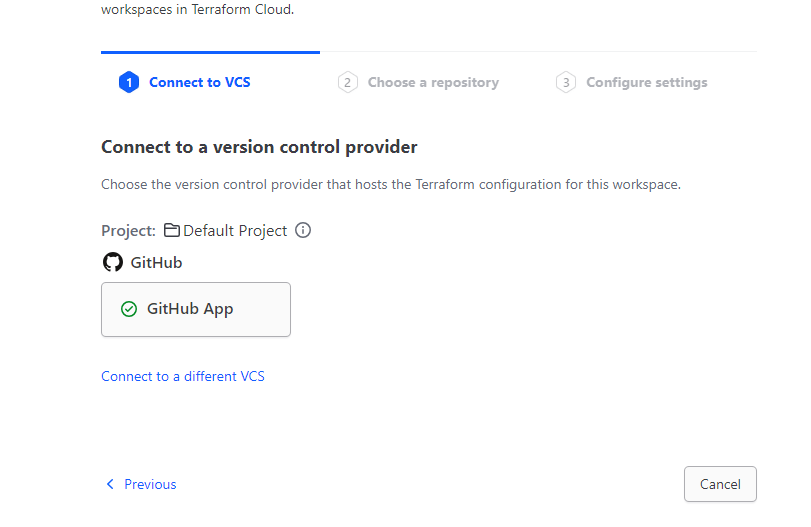 workspaces in Terraform Cloud.
1 Connect to VCS
2 Choose a repository
3 Configure settings
Connect to a version control provider
Choose the version control provider that hosts the Terraform configuration for this workspace.
Project: Default Project
GitHub
GitHub App
Connect to a different VCS
Previous
Cancel